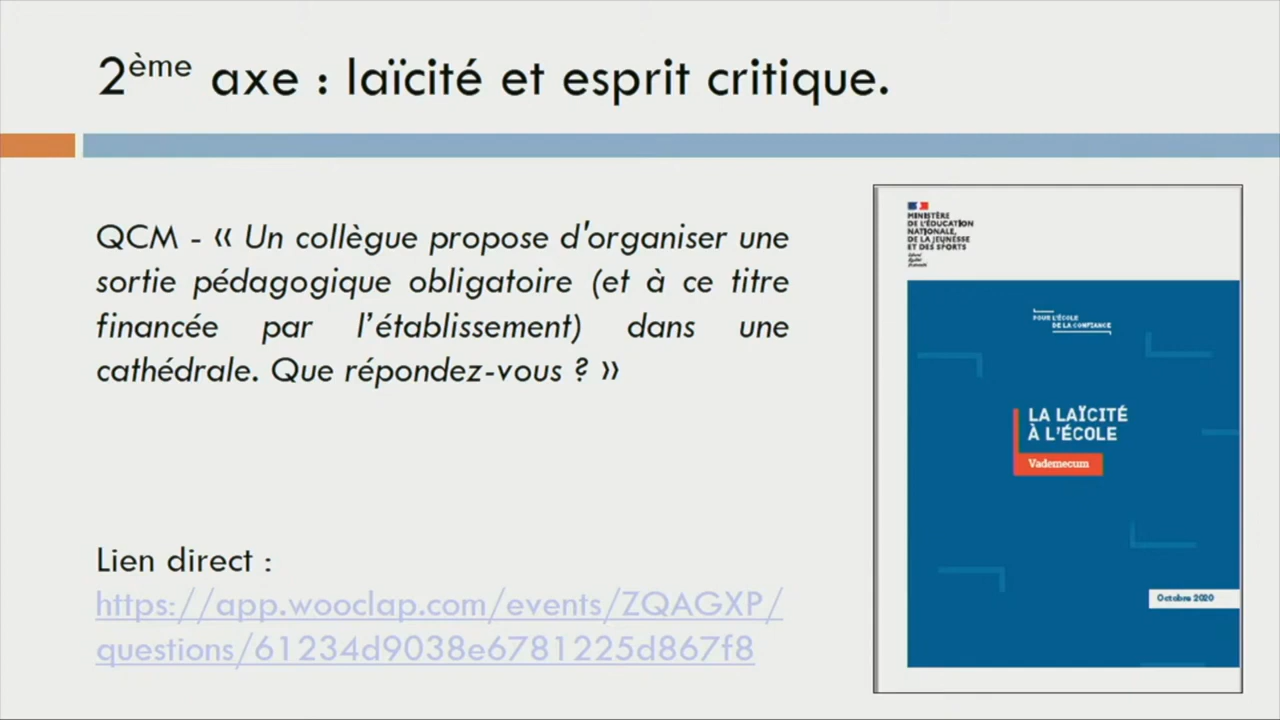 2ème axe : laïcité et esprit critique.
QCM - « Un collègue propose d'organiser une
sortie pédagogique obligatoire (et à ce titre
financée par l'établissement) dans une
cathédrale. Que répondez-vous ? »
Lien direct :
https://app.wooclap.com/events/ZQAGXP/
questions/61234d9038e6781225d867f8
MINISTÈRE
DE L'ÉDUCATION
NATIONALE,
DE LA JEUNESSE
ET DES SPORTS
Liberté
Égalité
Fraternité
POUR L'ÉCOLE
DE LA CONFIANCE
LA LAÏCITÉ
À L'ÉCOLE
Vademecum
Octobre 2020